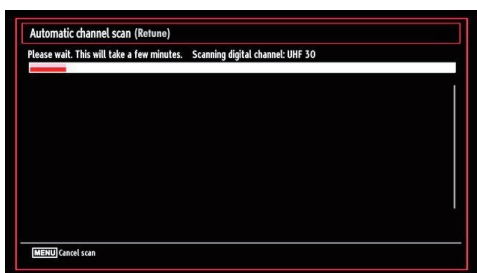 Automatic channel scan (Retune)
Please wait. This will take a few minutes. Scanning digital channel: UHF 30
MENU Cancel scan